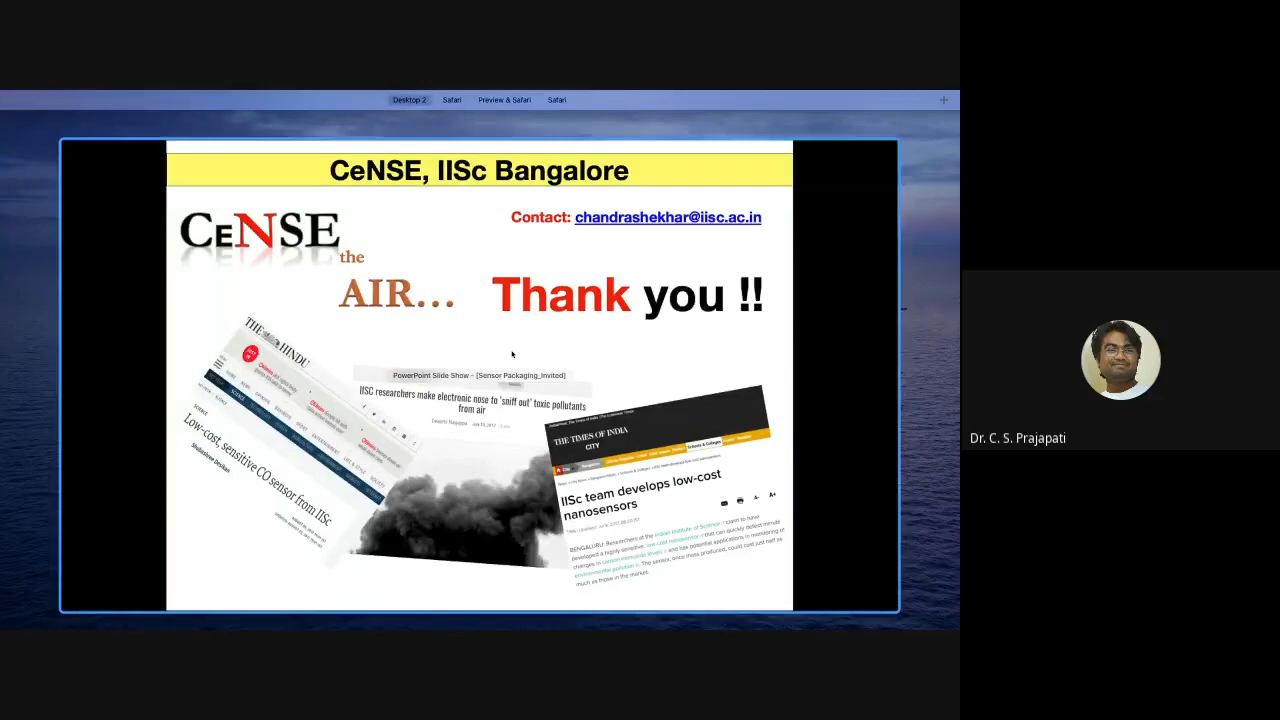 Desktop 2 Safari Preview & Safari Safari
CeNSE, IISc Bangalore
CeNSE
the
AIR...
Contact: chandrashekhar@iisc.ac.in
Thank you !!
THE HINDU
SCIENCE
Low-cost, sensitive CO sensor from IISc
Shubashree Desikan
PowerPoint Slide Show - [Sensor Packaging_Invited]
IISC researchers make electronic nose to 'sniff out' toxic pollutants
from air
THE TIMES OF INDIA
CITY
IISc team develops low-cost
nanosensors
BENGALURU: Researchers at the Indian Institute of Science claim to have
developed a highly sensitive, low-cost nanosensor that can quickly detect minute
changes in carbon monoxide levels and has potential applications in monitoring of
environmental pollution. The sensor, once mass produced, could cost just half as
much as those in the market.
Dr. C. S. Prajapati